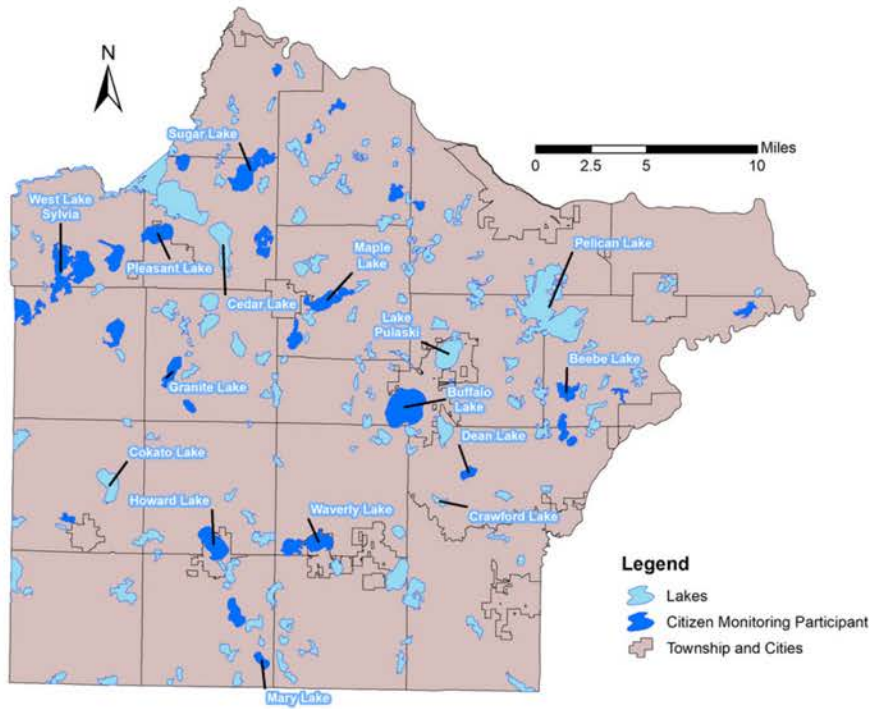 N
Sugar Lake
Miles
0 2.5 5 10
West Lake
Sylvia
Pleasant Lake
Maple
Lake
Pelican Lake
Cedar Lake
Lake
Pulaski
Beebe Lake
Granite Lake
Buffalo
Lake
Dean Lake
Cokato Lake
Howard Lake
Waverly Lake
Crawford Lake
Mary Lake
Legend
Lakes
Citizen Monitoring Participant
Township and Cities